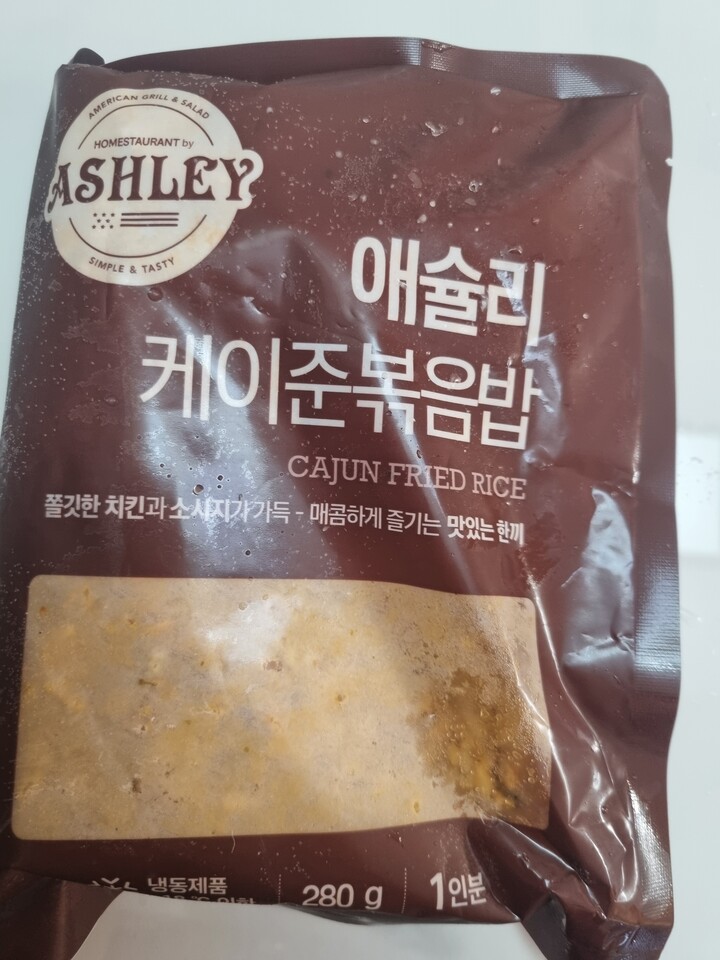 AMERICAN GRILL & SALAD
HOMESTAURANT by
ASHLEY
SIMPLE & TASTY
애슐리
케이준볶음밥
CAJUN FRIED RICE
쫄깃한 치킨과 소시지가 가득 - 매콤하게 즐기는 맛있는 한끼
냉동제품
280 g
1인분